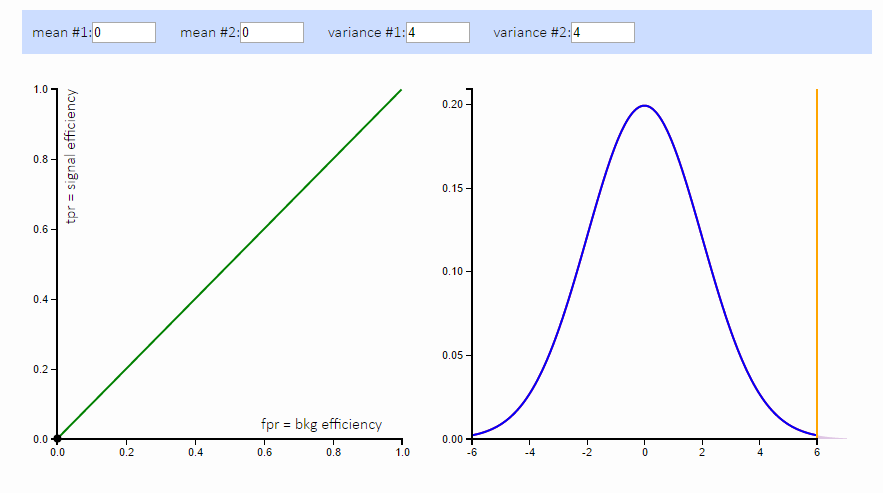 mean #1: 0 mean #2: 0 variance #1: 4 variance #2: 4
tpr = signal efficiency
1.0
0.8
0.6
0.4
0.2
0.0
fpr = bkg efficiency
0.0 0.2 0.4 0.6 0.8 1.0
0.20
0.15
0.10
0.05
0.00
-6 -4 -2 0 2 4 6